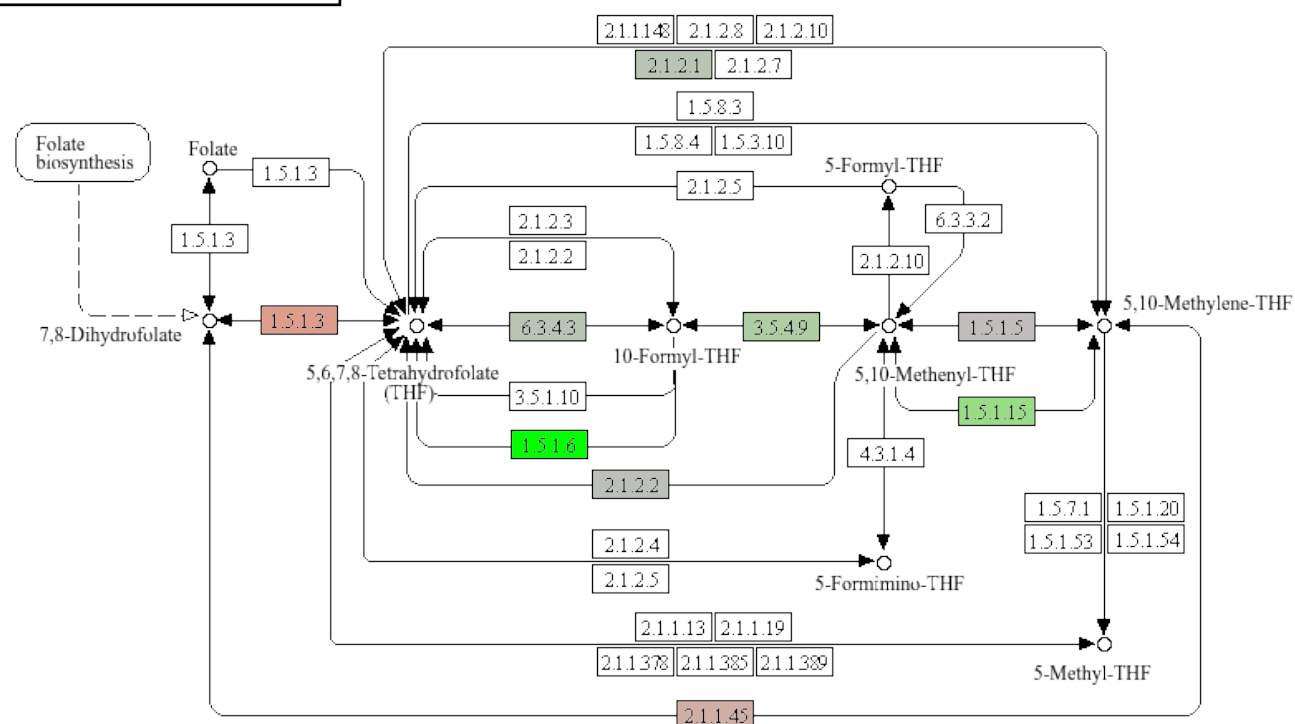 2.1.1.148 2.1.2.8 2.1.2.10
2.1.2.1 2.1.2.7
1.5.8.3
1.5.8.4 1.5.3.10
Folate
biosynthesis
Folate
1.5.1.3
5-Formyl-THF
2.1.2.5
6.3.3.2
1.5.1.3
2.1.2.3
2.1.2.2
2.1.2.10
7,8-Dihydrofolate
1.5.1.3
6.3.4.3
3.5.4.9
1.5.1.5
5,10-Methylene-THF
10-Formyl-THF
5,6,7,8-Tetrahydrofolate
(THF)
5,10-Methenyl-THF
3.5.1.10
1.5.1.15
1.5.1.6
4.3.1.4
2.1.2.2
1.5.7.1 1.5.1.20
1.5.1.53 1.5.1.54
2.1.2.4
2.1.2.5
5-Formimino-THF
2.1.1.13 2.1.1.19
2.1.1.378 2.1.1.385 2.1.1.389
5-Methyl-THF
2.1.1.45